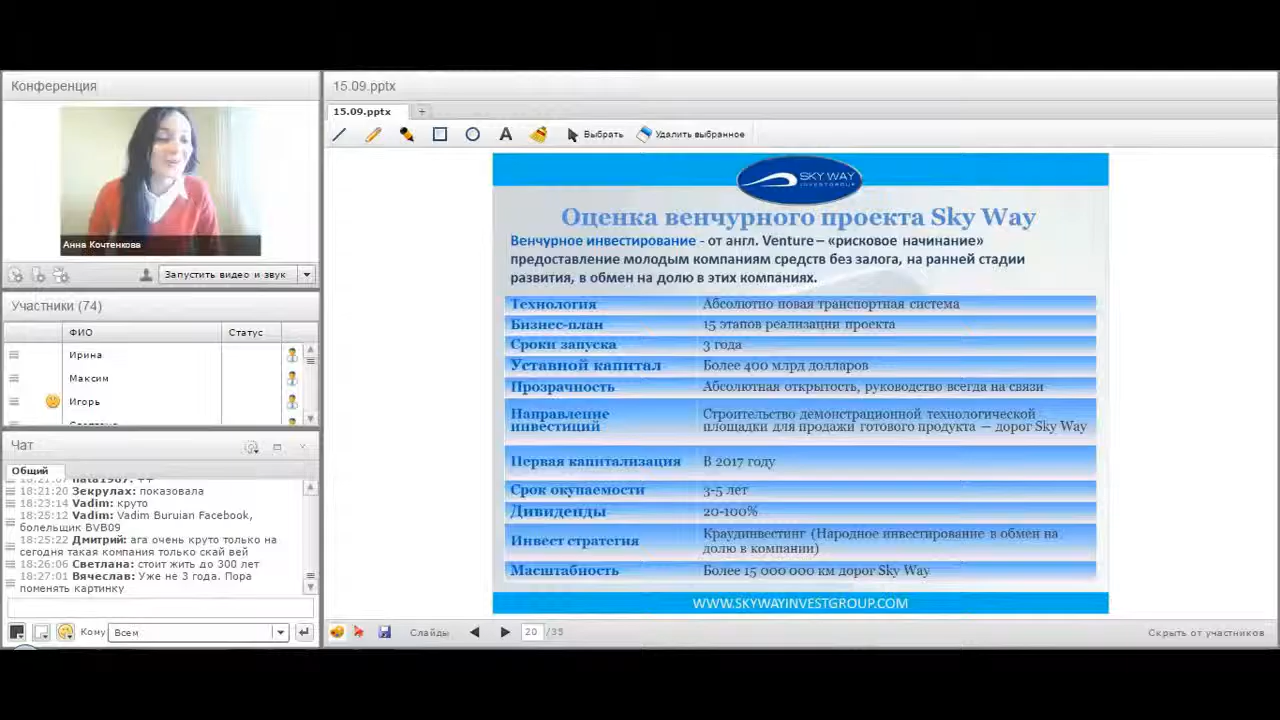 Конференция
Анна Кочтенкова
Запустить видео и звук
Участники (74)
ФИО
Статус
Ирина
Максим
Игорь
Чат
Общий
18:21:20 Зекрулах: показовала
18:23:14 Vadim: круто
18:25:12 Vadim: Vadim Buruian Facebook,
болельщик BVB09
18:25:22 Дмитрий: ага очень круто только на
сегодня такая компания только скай вей
18:26:06 Светлана: стоит жить до 300 лет
18:27:01 Вячеслав: Уже не 3 года. Пора
поменять картинку
Кому
Всем
15.09.pptx
15.09.pptx
+
A
Выбрать
Удалить выбранное
SKY WAY
INVESTGROUP
Оценка венчурного проекта Sky Way
Венчурное инвестирование - от англ. Venture – «рисковое начинание»
предоставление молодым компаниям средств без залога, на ранней стадии
развития, в обмен на долю в этих компаниях.
Технология Абсолютно новая транспортная система
Бизнес-план 15 этапов реализации проекта
Сроки запуска 3 года
Уставной капитал Более 400 млрд долларов
Прозрачность Абсолютная открытость, руководство всегда на связи
Направление
инвестиций
Строительство демонстрационной технологической
площадки для продажи готового продукта — дорог Sky Way
Первая капитализация В 2017 году
Срок окупаемости 3-5 лет
Дивиденды 20-100%
Инвест стратегия
Краудинвестинг (Народное инвестирование в обмен на
долю в компании)
Масштабность Более 15 000 000 км дорог Sky Way
WWW.SKYWAYINVESTGROUP.COM
Слайды
20 /35
Скрыть от участников